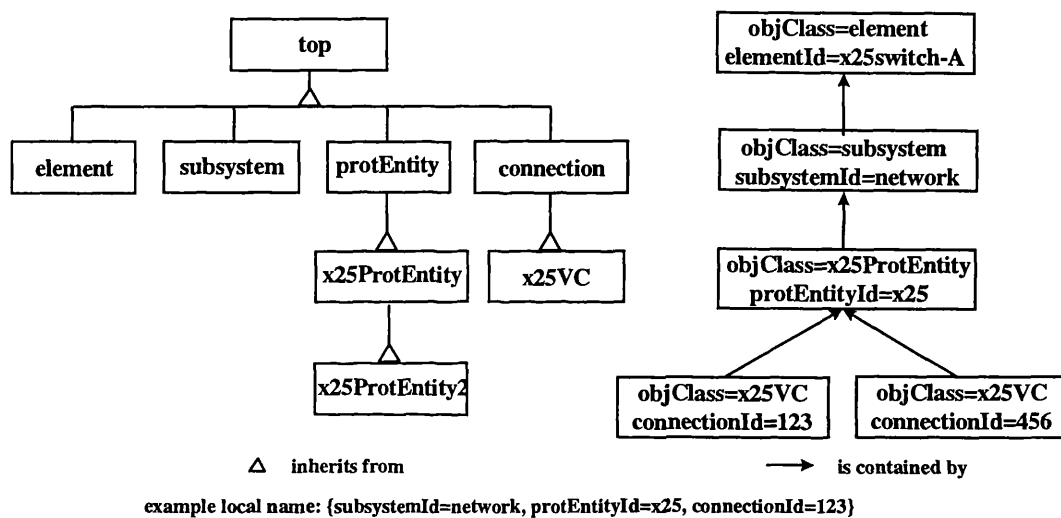 top
element
subsystem
protEntity
connection
x25ProtEntity
x25VC
x25ProtEntity2
objClass=element
elementId=x25switch-A
objClass=subsystem
subsystemId=network
objClass=x25ProtEntity
protEntityId=x25
objClass=x25VC
connectionId=123
objClass=x25VC
connectionId=456
inherits from
is contained by
example local name: {subsystemId=network, protEntityId=x25, connectionId=123}